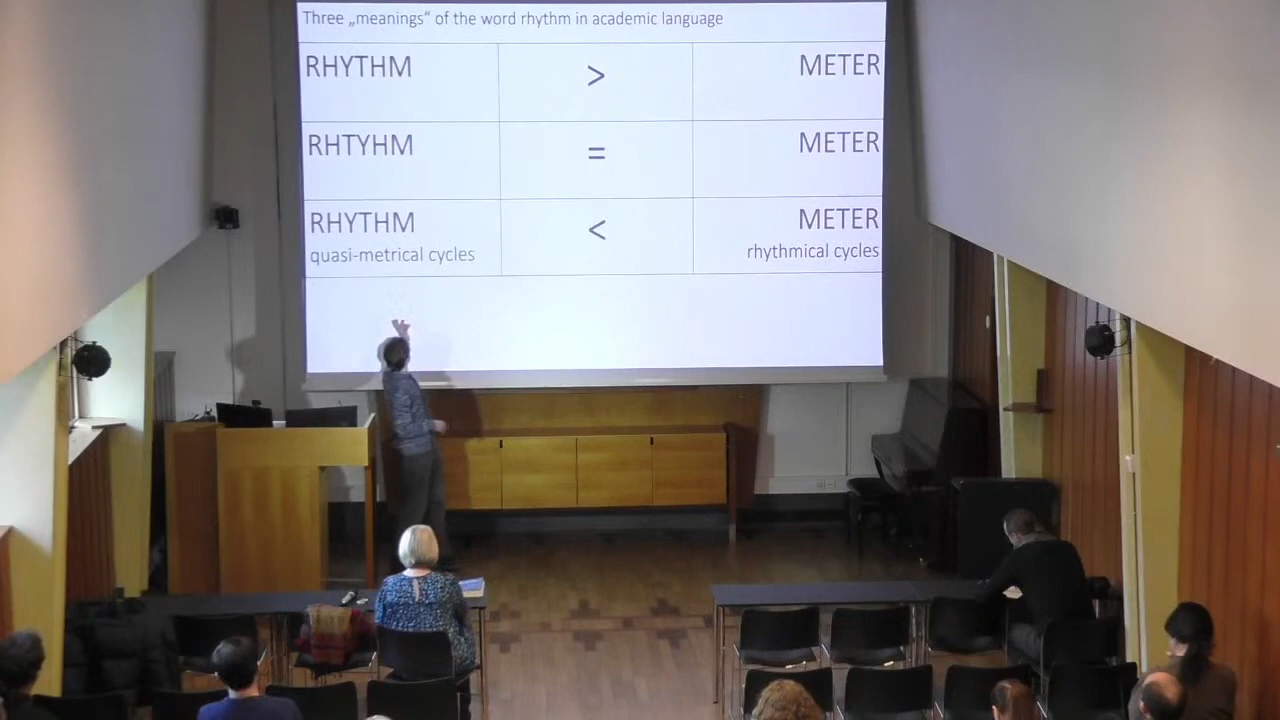 Three „meanings“ of the word rhythm in academic language
RHYTHM > METER
RHTYHM = METER
RHYTHM < METER
quasi-metrical cycles rhythmical cycles